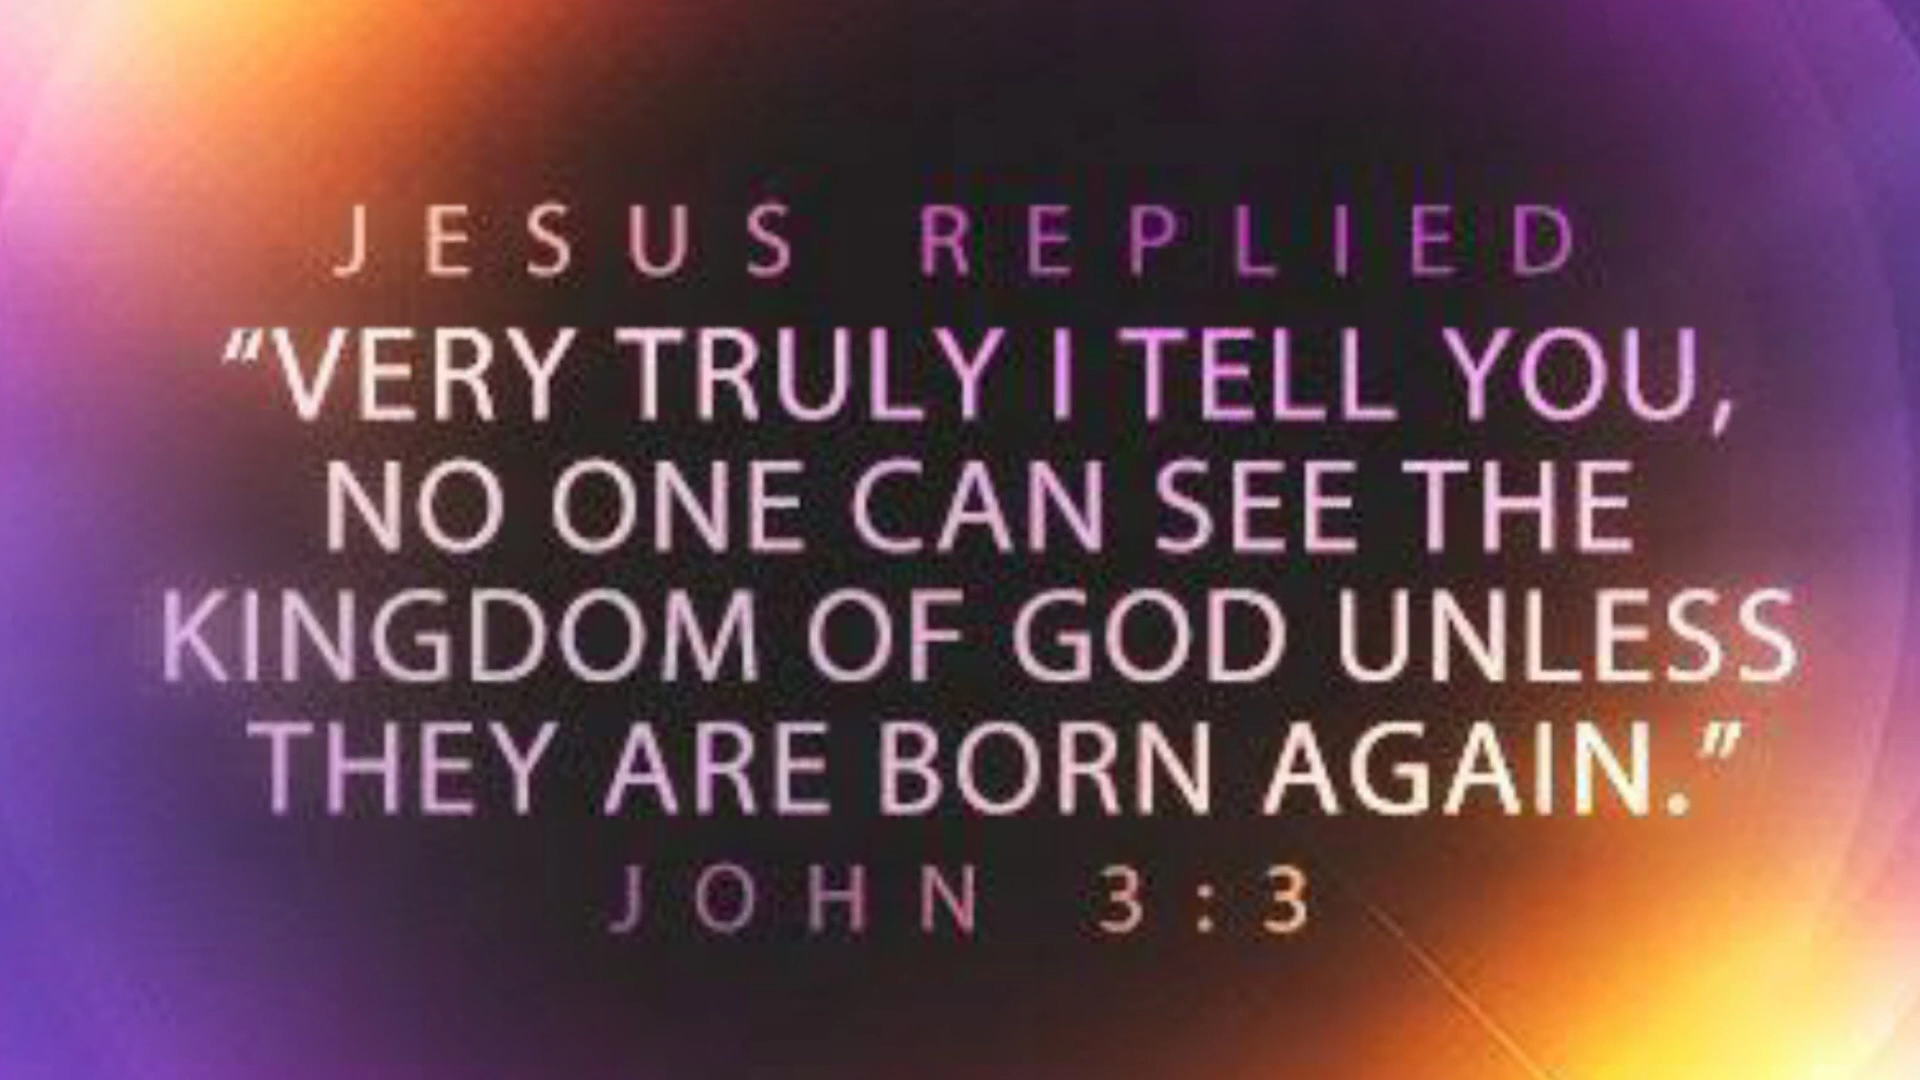 JESUS REPLIED
“VERY TRULY I TELL YOU,
NO ONE CAN SEE THE
KINGDOM OF GOD UNLESS
THEY ARE BORN AGAIN.”
JOHN 3:3